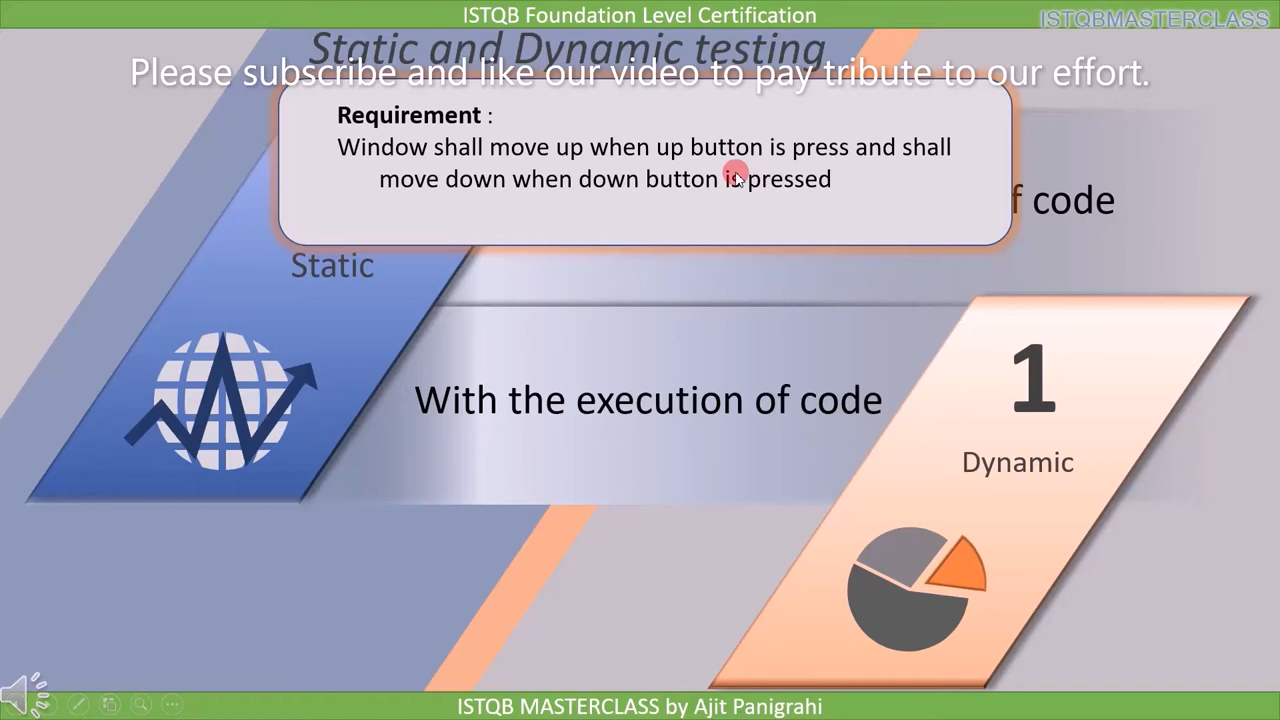 ISTQB Foundation Level Certification
ISTQBMASTERCLASS
Static and Dynamic testing
Please subscribe and like our video to pay tribute to our effort.
Requirement :
Window shall move up when up button is press and shall
move down when down button is pressed
of code
Static
With the execution of code
1
Dynamic
ISTQB MASTERCLASS by Ajit Panigrahi